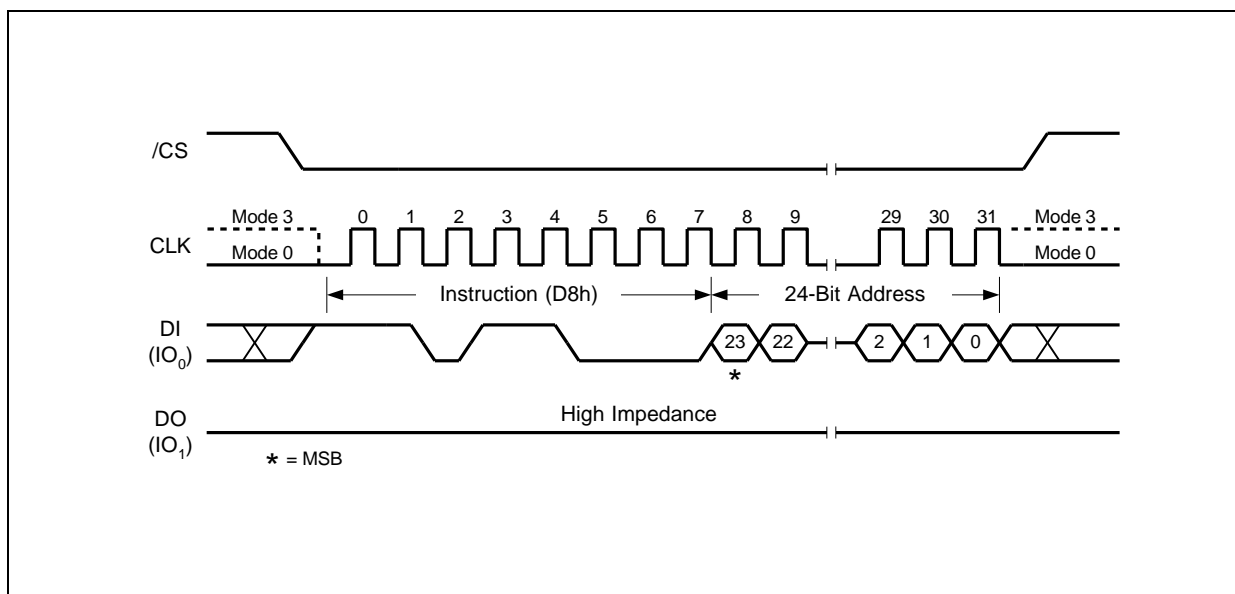 /CS
Mode 3 0 1 2 3 4 5 6 7 8 9 29 30 31 Mode 3
CLK
Mode 0 Mode 0
Instruction (D8h) 24-Bit Address
DI
(IO0) 23 22 2 1 0
*
High Impedance
DO
(IO1)
* = MSB